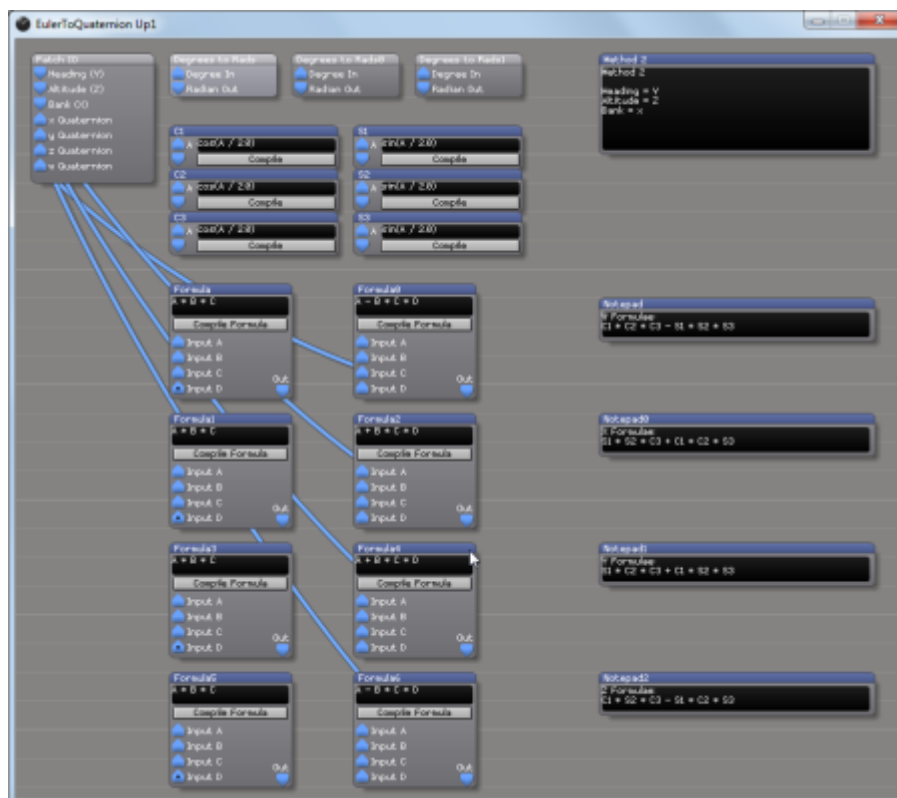 EulerToQuaternion Up1
Patch IO
Heading (Y)
Altitude (Z)
Bank (X)
x Quaternion
y Quaternion
z Quaternion
w Quaternion
Degrees to Rads
Degree In
Radian Out
Degrees to Rads0
Degree In
Radian Out
Degrees to Rads1
Degree In
Radian Out
Method 2
Method 2
Heading = Y
Altitude = Z
Bank = x
C1
A cos(A / 2.0)
Compile
S1
A sin(A / 2.0)
Compile
C2
A cos(A / 2.0)
Compile
S2
A sin(A / 2.0)
Compile
C3
A cos(A / 2.0)
Compile
S3
A sin(A / 2.0)
Compile
Formula
A * B * C
Compile Formula
Input A
Input B
Input C
Input D
Out
Formula0
A - B * C * D
Compile Formula
Input A
Input B
Input C
Input D
Out
Notepad
Formulae
C1 * C2 * C3 - S1 * S2 * S3
Formula1
A * B * C
Compile Formula
Input A
Input B
Input C
Input D
Out
Formula2
A + B * C * D
Compile Formula
Input A
Input B
Input C
Input D
Out
Notepad0
Formulae
S1 * S2 * C3 + C1 * C2 * S3
Formula3
A * B * C
Compile Formula
Input A
Input B
Input C
Input D
Out
Formula4
A + B * C * D
Compile Formula
Input A
Input B
Input C
Input D
Out
Notepad1
Y Formulae
S1 * C2 * C3 + C1 * S2 * S3
Formula5
A * B * C
Compile Formula
Input A
Input B
Input C
Input D
Out
Formula6
A - B * C * D
Compile Formula
Input A
Input B
Input C
Input D
Out
Notepad2
Z Formulae
C1 * S2 * C3 - S1 * C2 * S3